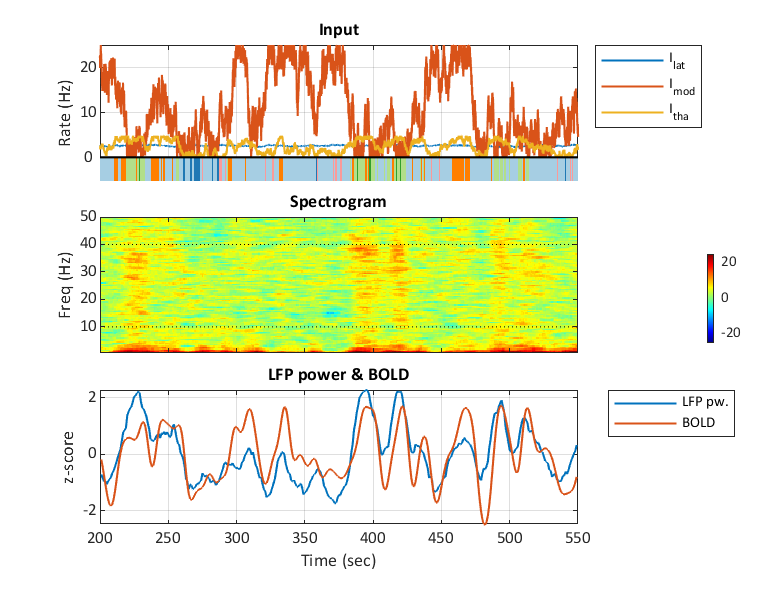 Input
20
10
0
Rate (Hz)
I_lat
I_mod
I_tha
Spectrogram
50
40
30
20
10
Freq (Hz)
20
0
-20
LFP power & BOLD
2
0
-2
z-score
LFP pw.
BOLD
200 250 300 350 400 450 500 550
Time (sec)